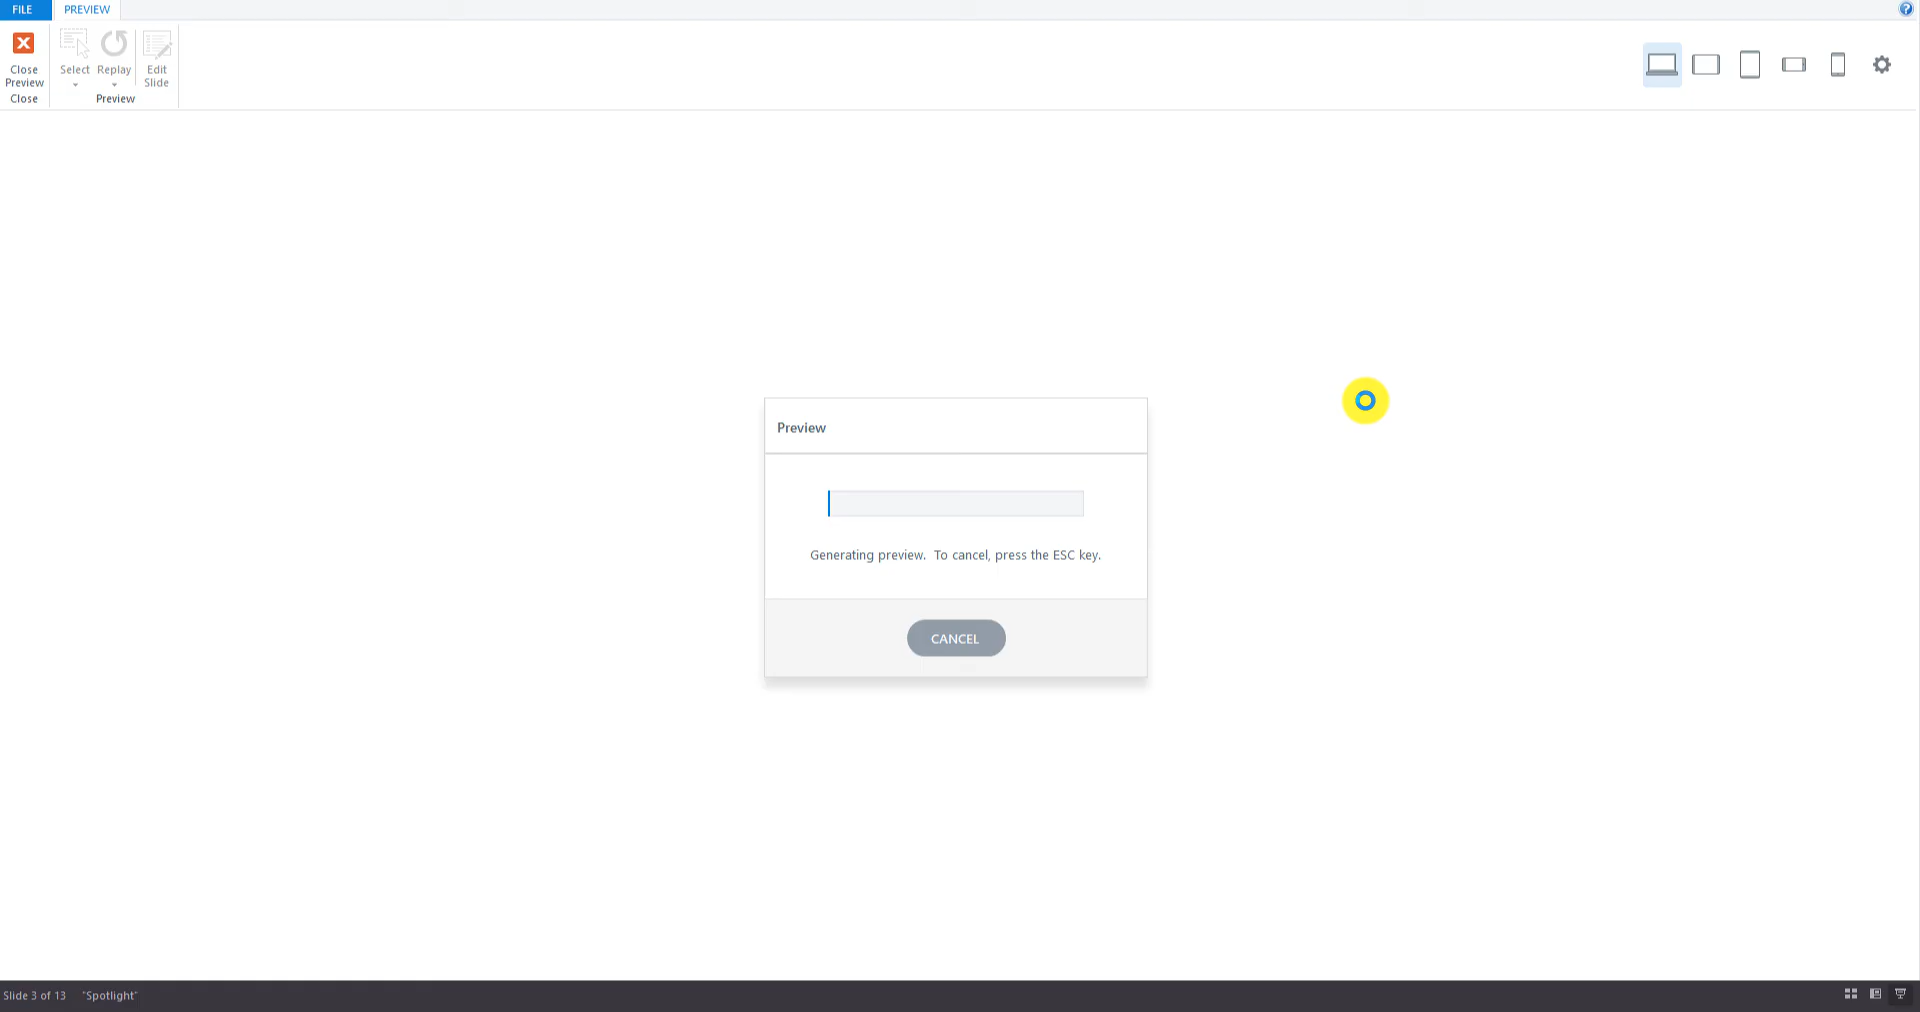 FILE
PREVIEW
?
Close
Preview
Select
Replay
Edit
Slide
Close
Preview
Preview
Generating preview.  To cancel, press the ESC key.
CANCEL
Slide 3 of 13
"Spotlight"